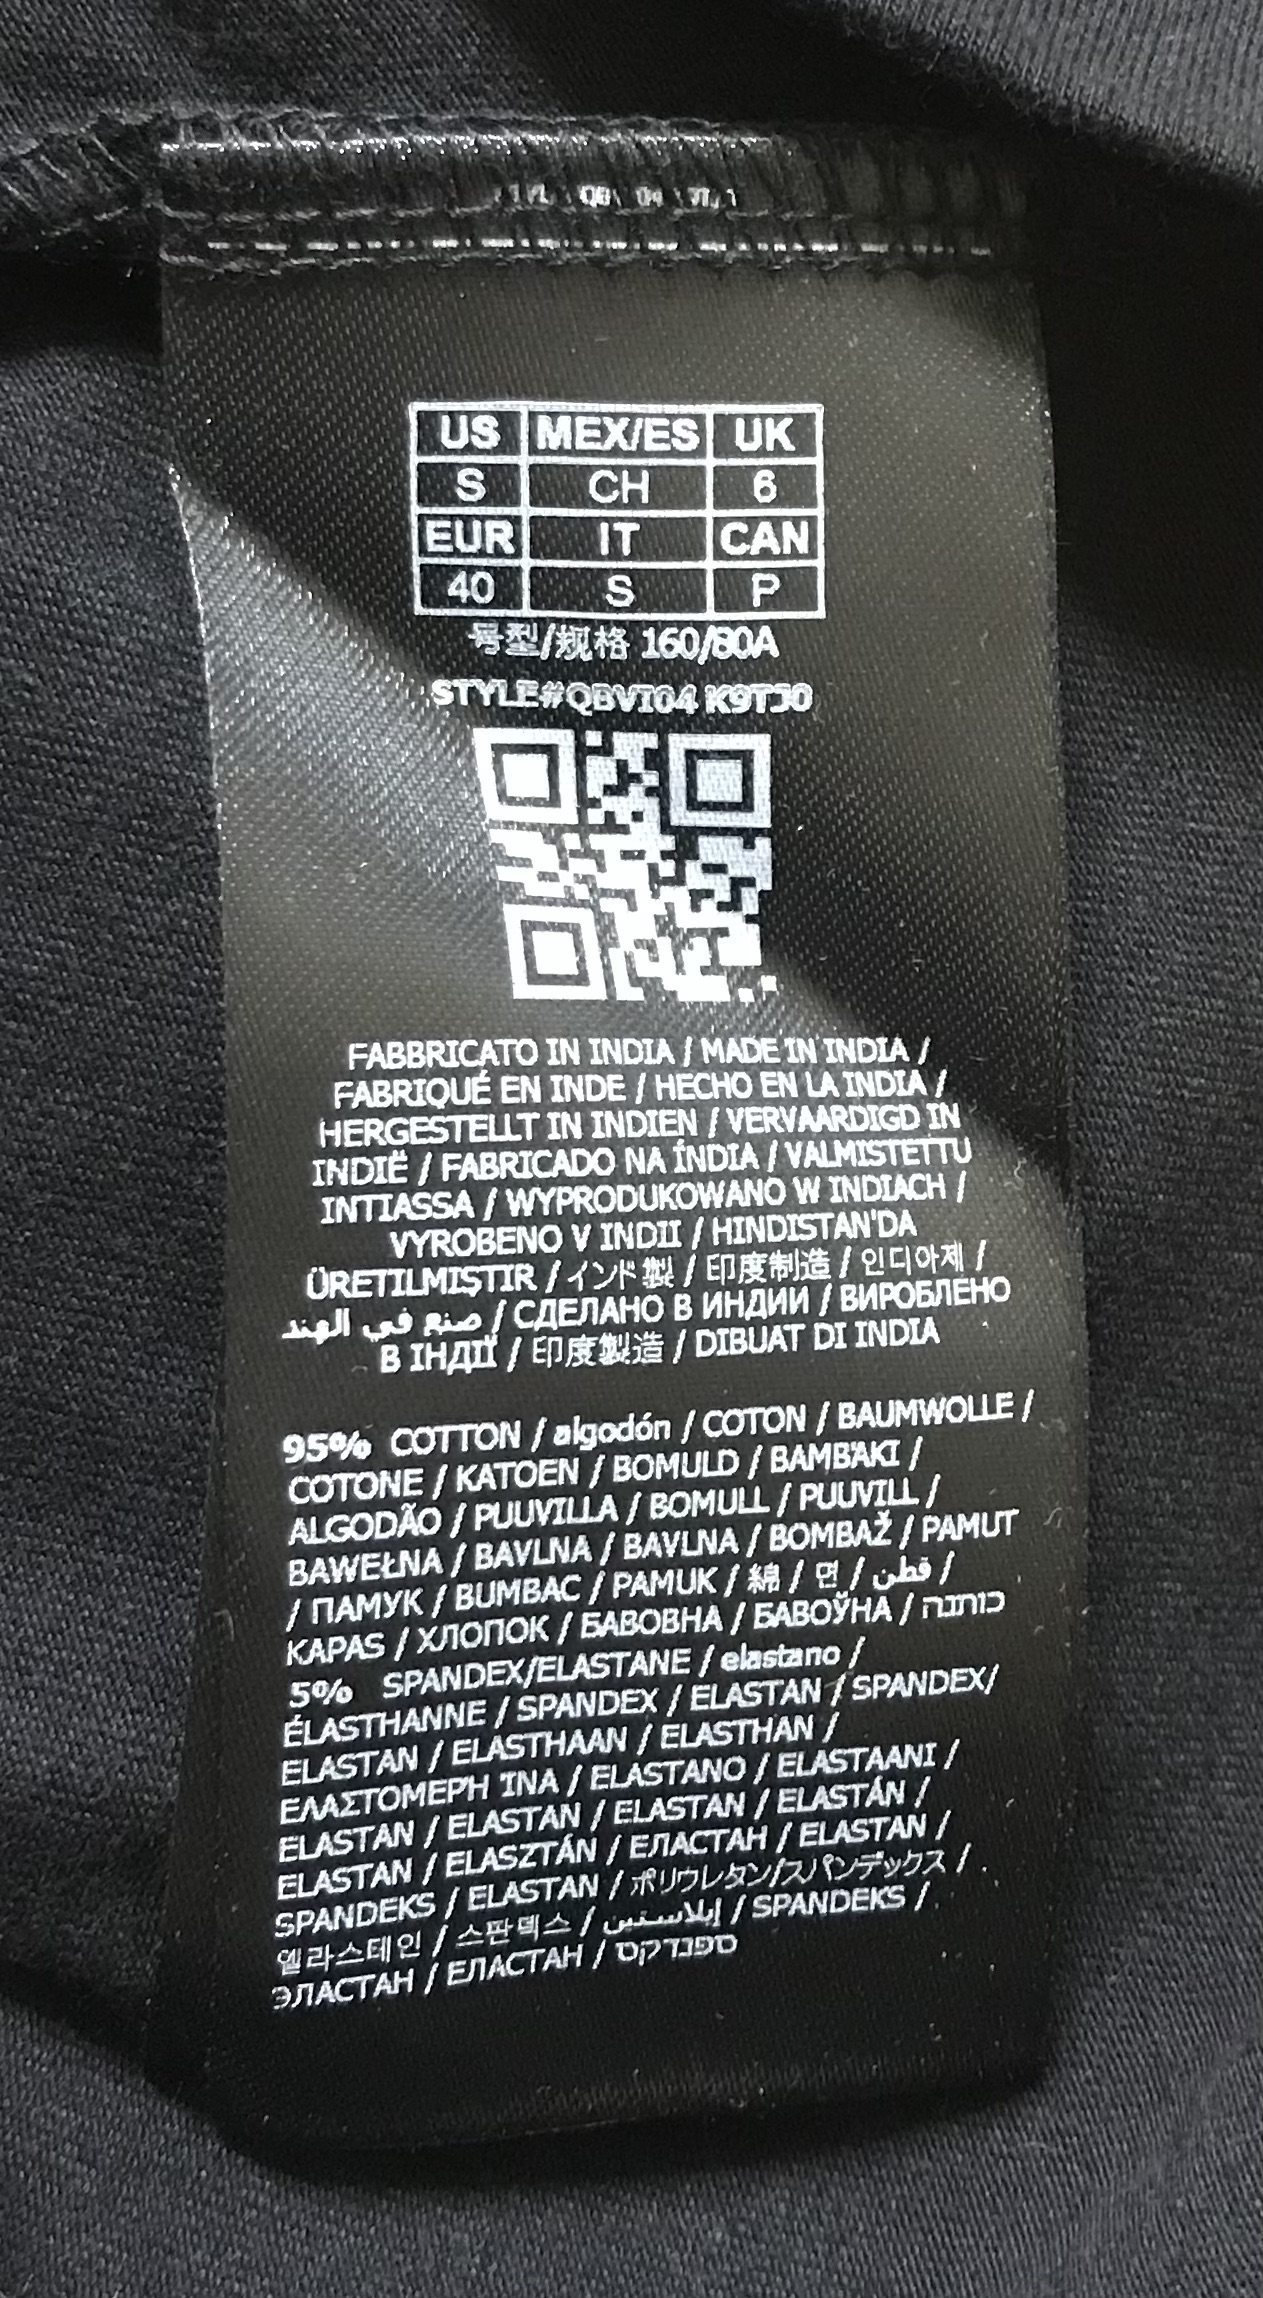 US MEX/ES UK
S CH 6
EUR IT CAN
40 S P
号型/规格 160/80A
STYLE#QBVI04 K9TJ0
FABBRICATO IN INDIA / MADE IN INDIA /
FABRIQUÉ EN INDE / HECHO EN LA INDIA /
HERGESTELLT IN INDIEN / VERVAARDIGD IN
INDIË / FABRICADO NA ÍNDIA / VALMISTETTU
INTIASSA / WYPRODUKOWANO W INDIACH /
VYROBENO V INDII / HINDISTAN'DA
ÜRETILMIŞTIR / インド製 / 印度制造 / 인디아제 /
صنع في الهند / СДЕЛАНО В ИНДИИ / ВИРОБЛЕНО
В ІНДІЇ / 印度製造 / DIBUAT DI INDIA
95% COTTON / algodón / COTON / BAUMWOLLE /
COTONE / KATOEN / BOMULD / BAMBAKI /
ALGODÃO / PUUVILLA / BOMULL / PUUVILL /
BAWEŁNA / BAVLNA / BAVLNA / BOMBAŽ / PAMUT
/ ПАМУК / BUMBAC / PAMUK / 綿 / 면 / قطن /
KAPAS / ХЛОПОК / БАВОВНА / БАВОЎНА / כותנה
5% SPANDEX/ELASTANE / elastano /
ÉLASTHANNE / SPANDEX / ELASTAN / SPANDEX/
ELASTAN / ELASTHAAN / ELASTHAN /
ΕΛΑΣΤΟΜΕΡΗ ΊΝΑ / ELASTANO / ELASTAANI /
ELASTAN / ELASTAN / ELASTAN / ELASTÁN /
ELASTAN / ELASZTÁN / ЕЛАСТАН / ELASTAN /
SPANDEKS / ELASTAN / ポリウレタン/スパンデックス /
엘라스테인 / 스판덱스 / إيلاستين / SPANDEKS /
ЭЛАСТАН / ЕЛАСТАН / ספנדקס